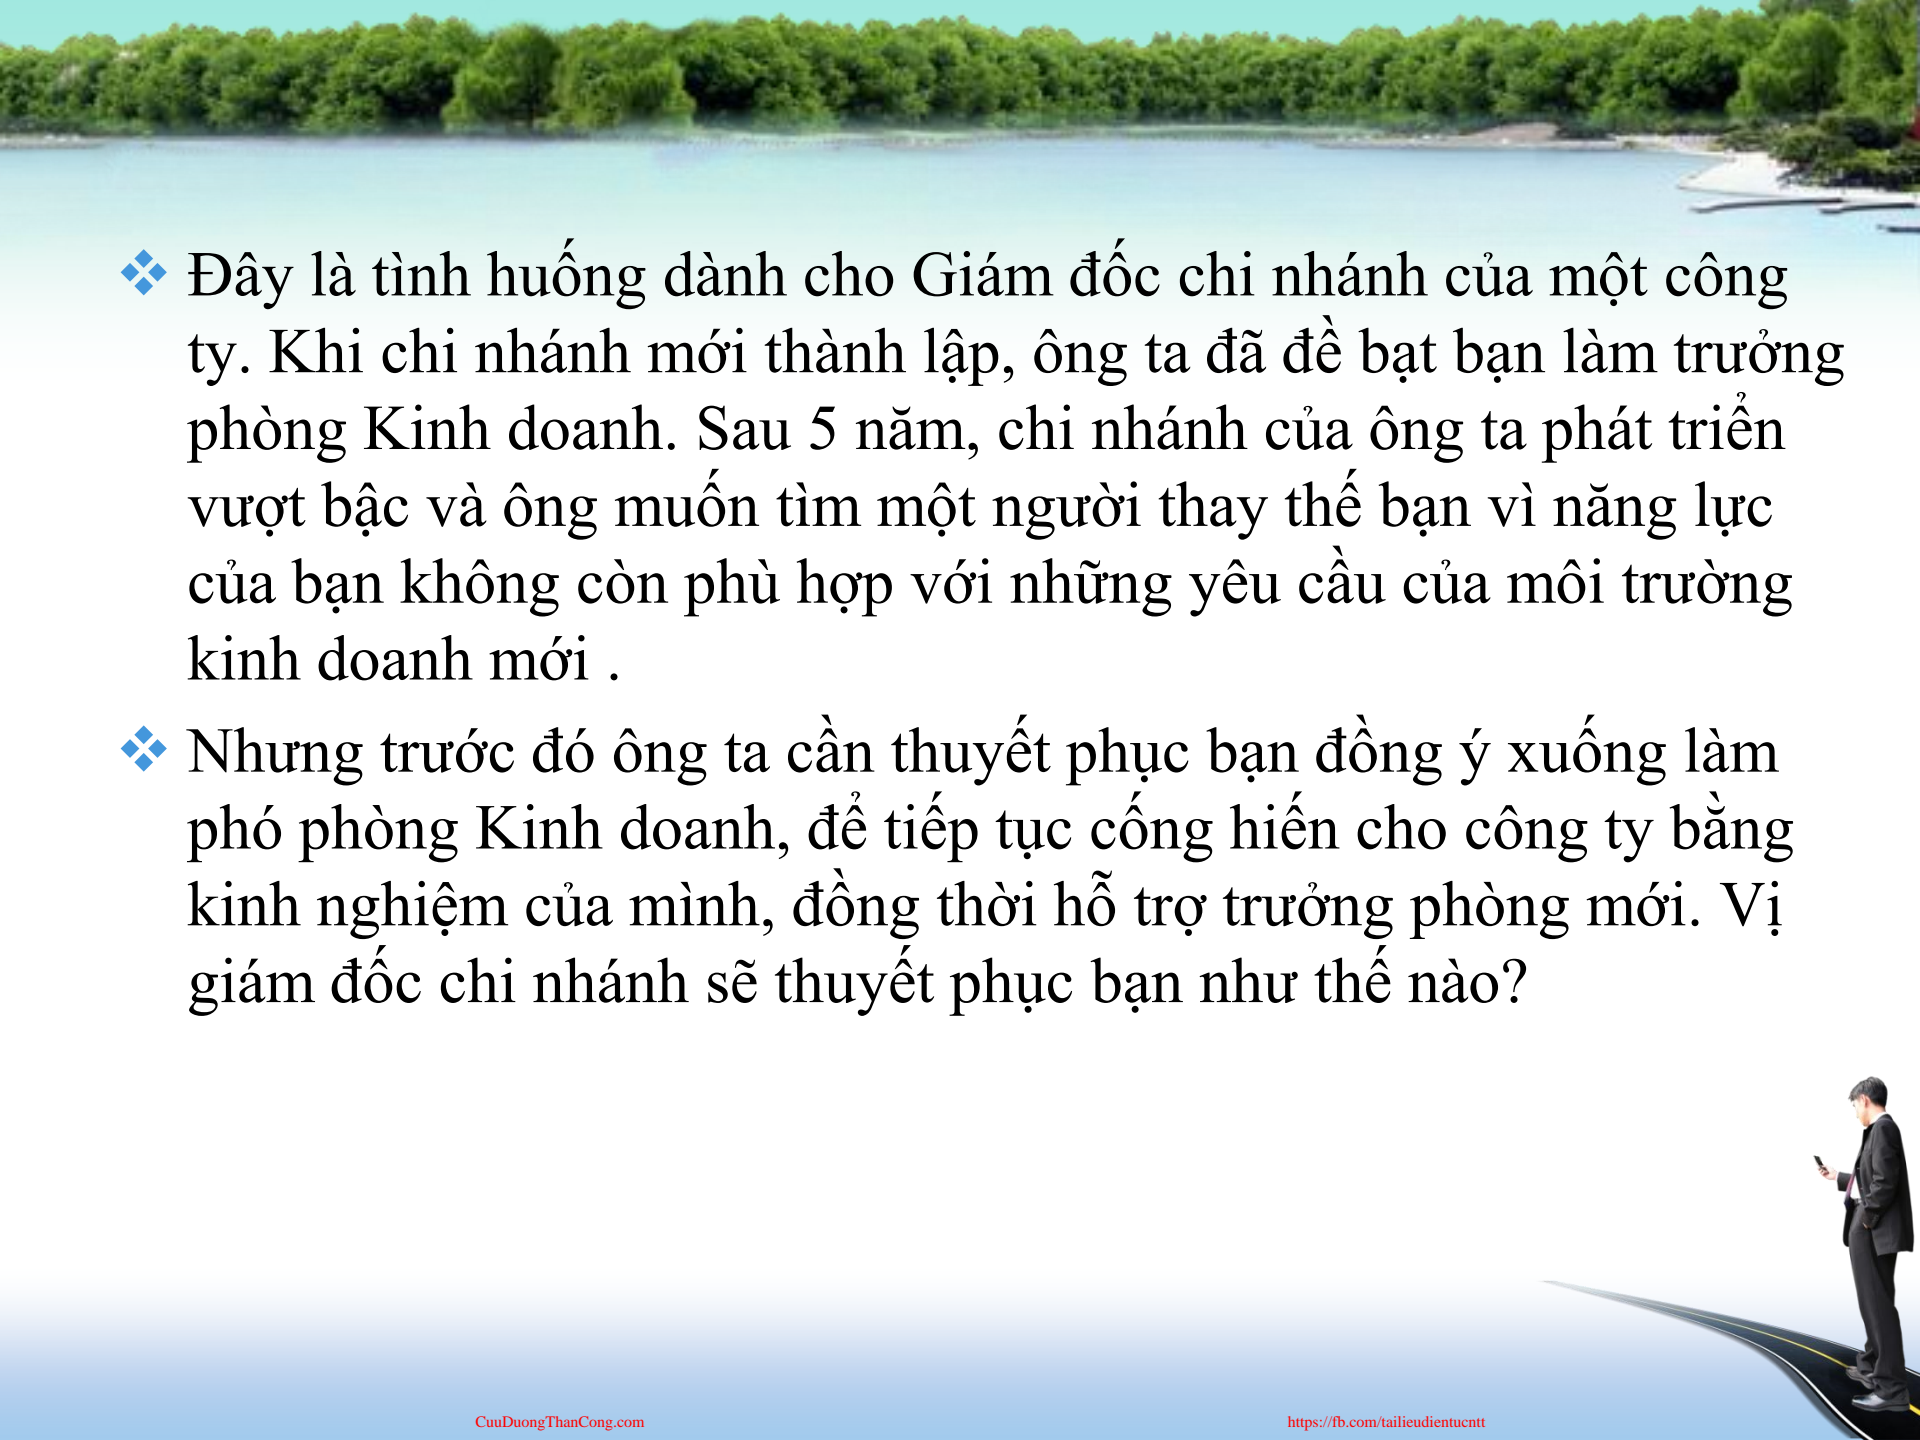 Đây là tình huống dành cho Giám đốc chi nhánh của một công
ty. Khi chi nhánh mới thành lập, ông ta đã đề bạt bạn làm trưởng
phòng Kinh doanh. Sau 5 năm, chi nhánh của ông ta phát triển
vượt bậc và ông muốn tìm một người thay thế bạn vì năng lực
của bạn không còn phù hợp với những yêu cầu của môi trường
kinh doanh mới .
Nhưng trước đó ông ta cần thuyết phục bạn đồng ý xuống làm
phó phòng Kinh doanh, để tiếp tục cống hiến cho công ty bằng
kinh nghiệm của mình, đồng thời hỗ trợ trưởng phòng mới. Vị
giám đốc chi nhánh sẽ thuyết phục bạn như thế nào?
CuuDuongThanCong.com
https://fb.com/tailieudientucntt